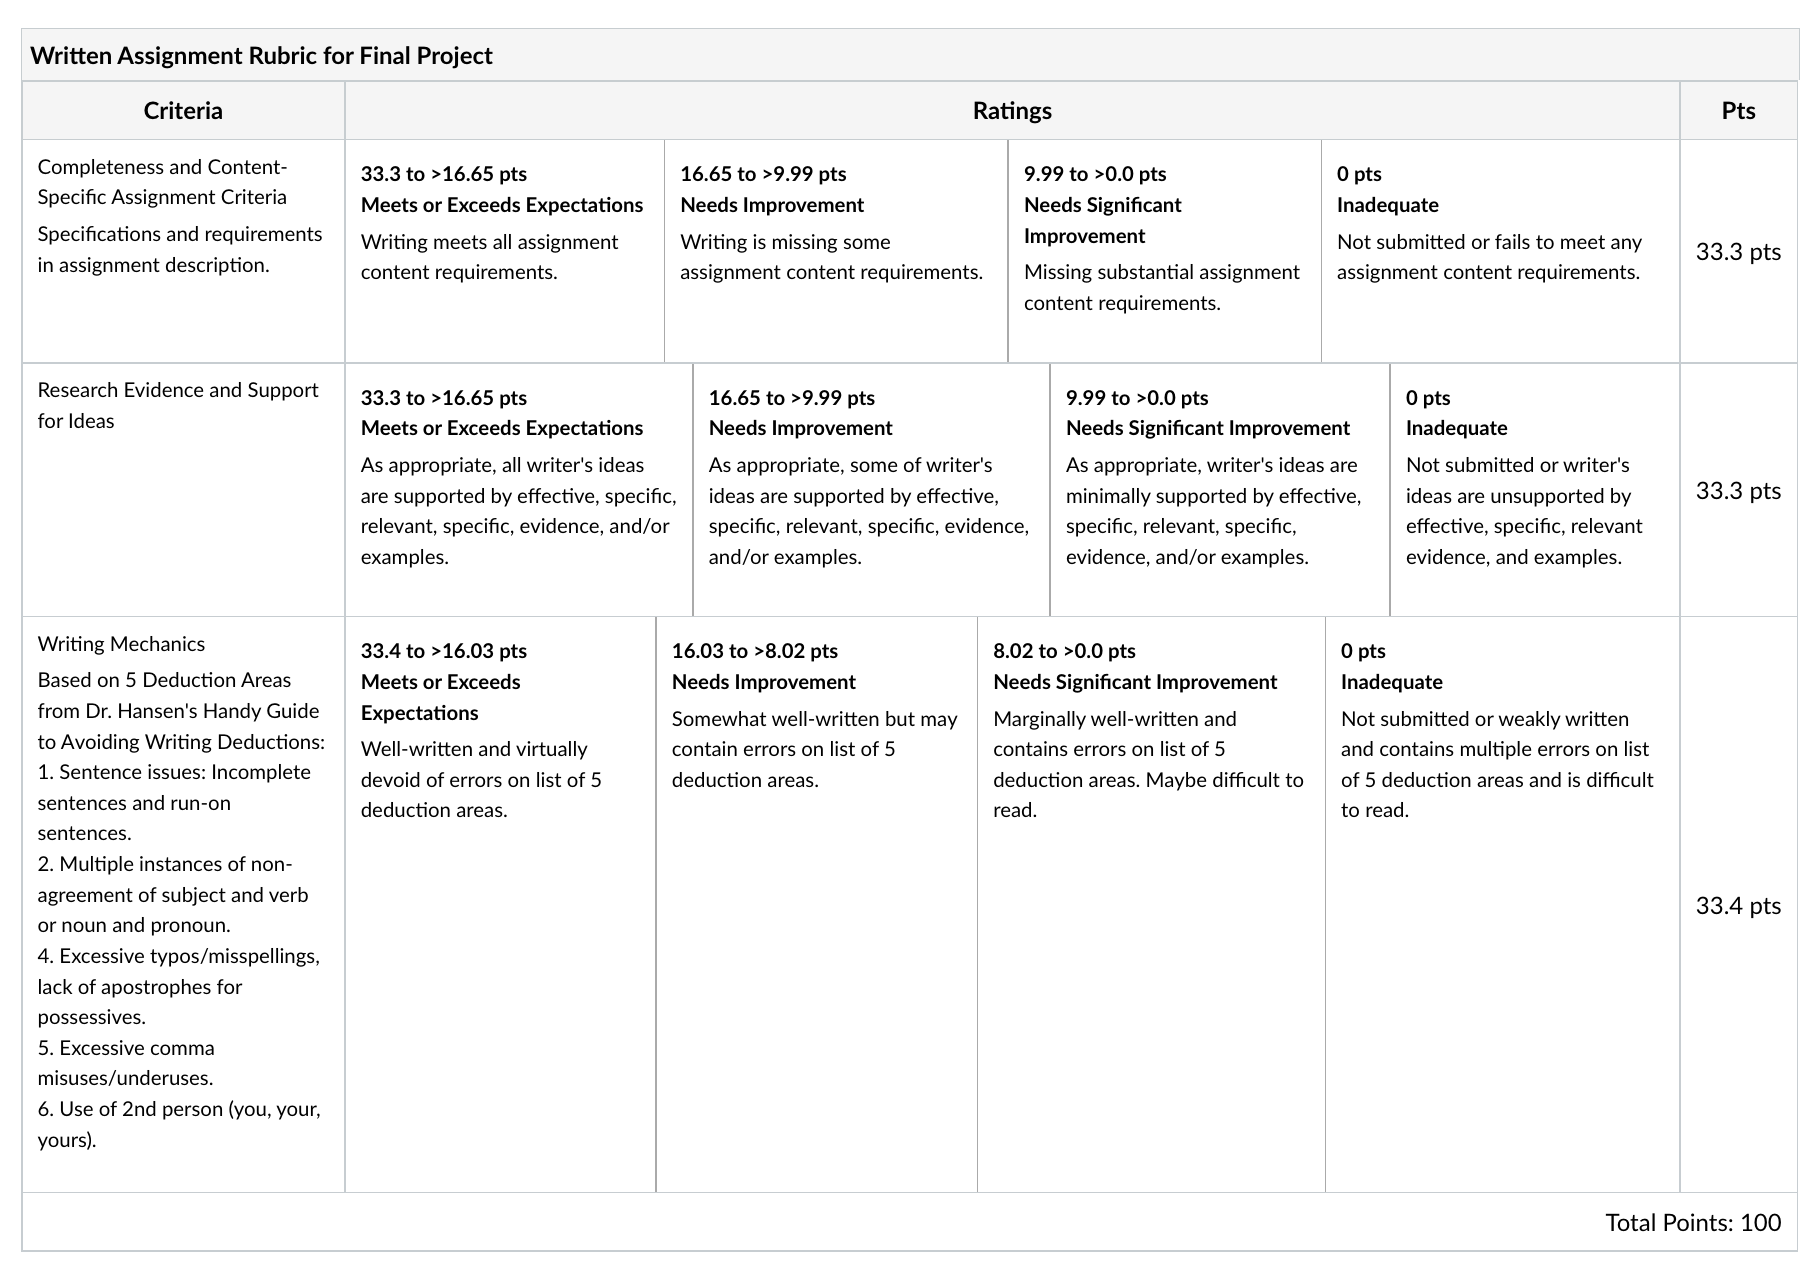 Written Assignment Rubric for Final Project
Criteria
Ratings
Pts
Completeness and Content-
Specific Assignment Criteria
Specifications and requirements
in assignment description.
33.3 to >16.65 pts
Meets or Exceeds Expectations
Writing meets all assignment
content requirements.
16.65 to >9.99 pts
Needs Improvement
Writing is missing some
assignment content requirements.
9.99 to >0.0 pts
Needs Significant
Improvement
Missing substantial assignment
content requirements.
0 pts
Inadequate
Not submitted or fails to meet any
assignment content requirements.
33.3 pts
Research Evidence and Support
for Ideas
33.3 to >16.65 pts
Meets or Exceeds Expectations
As appropriate, all writer's ideas
are supported by effective, specific,
relevant, specific, evidence, and/or
examples.
16.65 to >9.99 pts
Needs Improvement
As appropriate, some of writer's
ideas are supported by effective,
specific, relevant, specific, evidence,
and/or examples.
9.99 to >0.0 pts
Needs Significant Improvement
As appropriate, writer's ideas are
minimally supported by effective,
specific, relevant, specific,
evidence, and/or examples.
0 pts
Inadequate
Not submitted or writer's
ideas are unsupported by
effective, specific, relevant
evidence, and examples.
33.3 pts
Writing Mechanics
Based on 5 Deduction Areas
from Dr. Hansen's Handy Guide
to Avoiding Writing Deductions:
1. Sentence issues: Incomplete
sentences and run-on
sentences.
2. Multiple instances of non-
agreement of subject and verb
or noun and pronoun.
4. Excessive typos/misspellings,
lack of apostrophes for
possessives.
5. Excessive comma
misuses/underuses.
6. Use of 2nd person (you, your,
yours).
33.4 to >16.03 pts
Meets or Exceeds
Expectations
Well-written and virtually
devoid of errors on list of 5
deduction areas.
16.03 to >8.02 pts
Needs Improvement
Somewhat well-written but may
contain errors on list of 5
deduction areas.
8.02 to >0.0 pts
Needs Significant Improvement
Marginally well-written and
contains errors on list of 5
deduction areas. Maybe difficult to
read.
0 pts
Inadequate
Not submitted or weakly written
and contains multiple errors on list
of 5 deduction areas and is difficult
to read.
33.4 pts
Total Points: 100